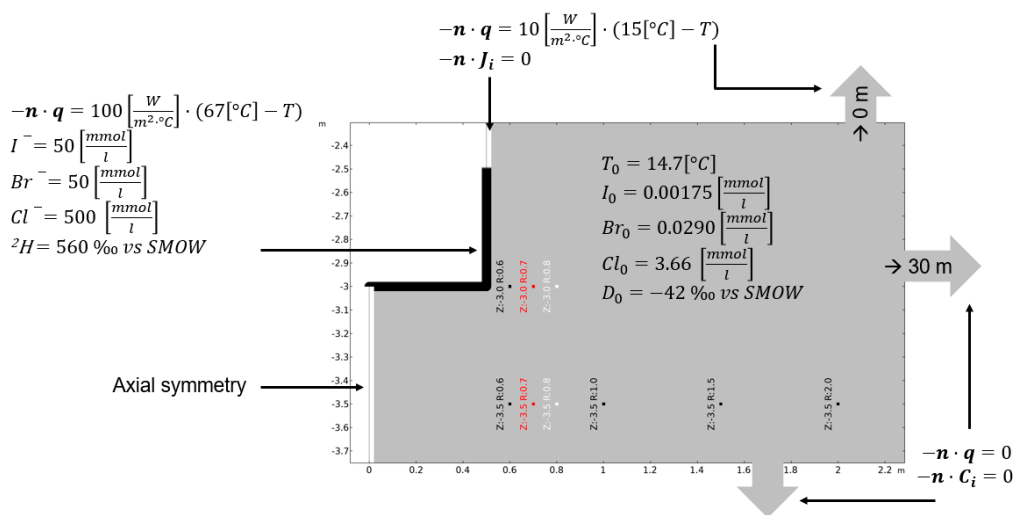 −n · q = 10 [W/m²·°C] · (15[°C] − T)
−n · Jᵢ = 0
−n · q = 100 [W/m²·°C] · (67[°C] − T)
I⁻ = 50 [mmol/l]
Br⁻ = 50 [mmol/l]
Cl⁻ = 500 [mmol/l]
²H = 560 ‰ vs SMOW
Axial symmetry
m
-2.4
-2.5
-2.6
-2.7
-2.8
-2.9
-3
-3.1
-3.2
-3.3
-3.4
-3.5
-3.6
-3.7
T₀ = 14.7[°C]
I₀ = 0.00175 [mmol/l]
Br₀ = 0.0290 [mmol/l]
Cl₀ = 3.66 [mmol/l]
D₀ = −42 ‰ vs SMOW
→ 0 m
→ 30 m
Z:-3.0 R:0.6
Z:-3.0 R:0.7
Z:-3.0 R:0.8
Z:-3.5 R:0.6
Z:-3.5 R:0.7
Z:-3.5 R:0.8
Z:-3.5 R:1.0
Z:-3.5 R:1.5
Z:-3.5 R:2.0
0 0.2 0.4 0.6 0.8 1 1.2 1.4 1.6 1.8 2 2.2 m
−n · q = 0
−n · Cᵢ = 0